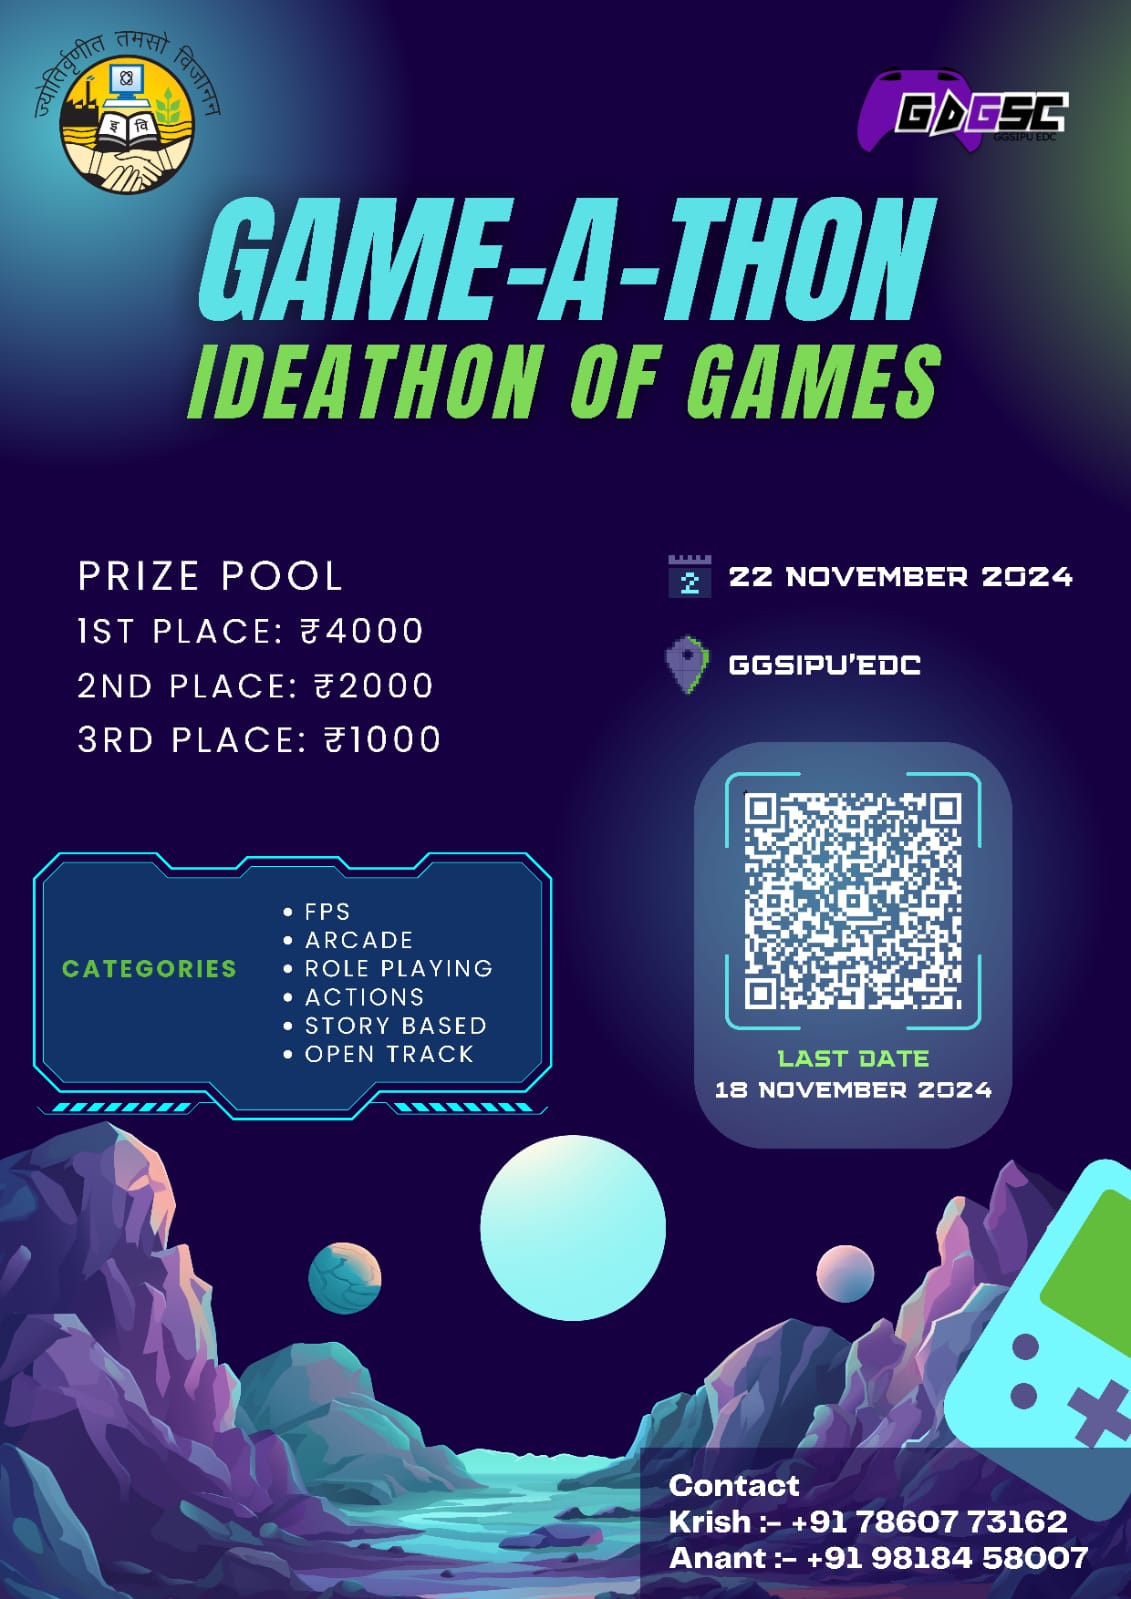 ज्योतिर्वृणीत तमसो विजानन
इ वि
GDGSC
GGSIPU EDC
GAME-A-THON
IDEATHON OF GAMES
PRIZE POOL
1ST PLACE: ₹4000
2ND PLACE: ₹2000
3RD PLACE: ₹1000
2
22 NOVEMBER 2024
GGSIPU'EDC
CATEGORIES
• FPS
• ARCADE
• ROLE PLAYING
• ACTIONS
• STORY BASED
• OPEN TRACK
LAST DATE
18 NOVEMBER 2024
Contact
Krish :- +91 78607 73162
Anant :- +91 98184 58007